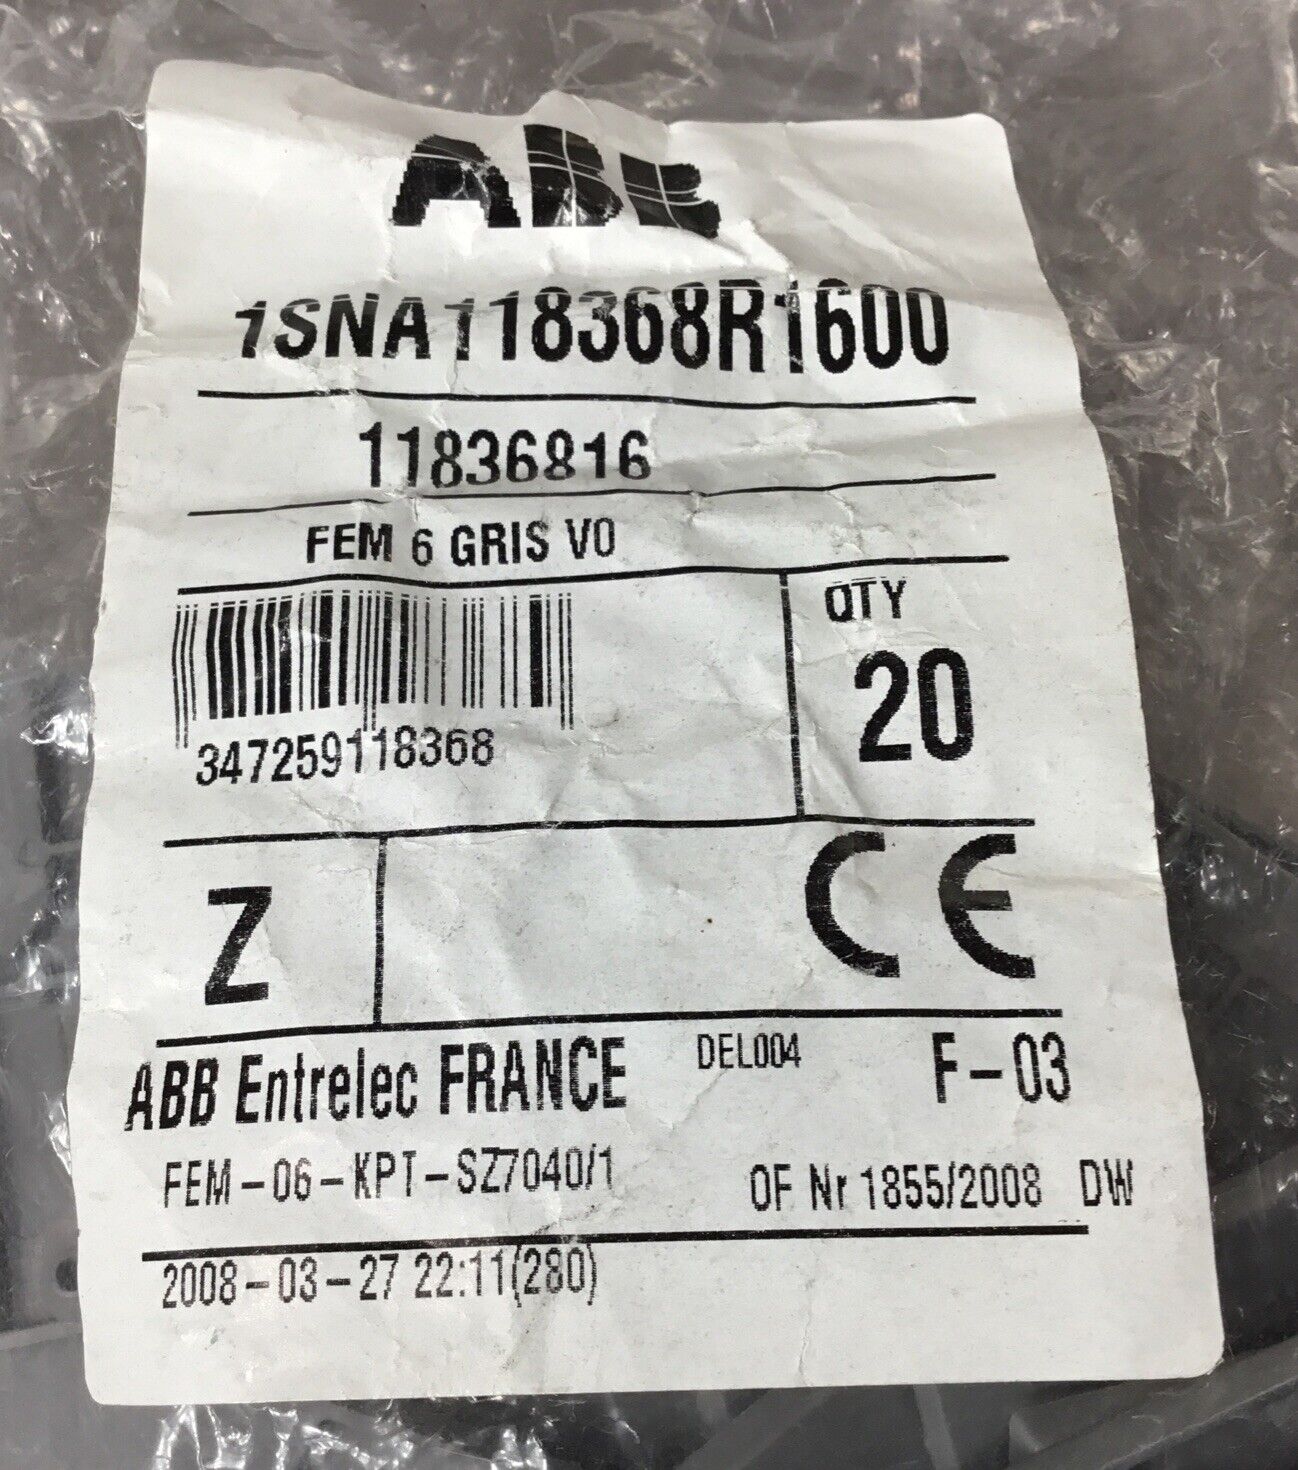 ABB
1SNA118368R1600
11836816
FEM 6 GRIS V0
QTY
20
347259118368
Z
CE
ABB Entrelec FRANCE DEL004 F-03
FEM-06-KPT-SZ7040/1 OF Nr 1855/2008 DW
2008-03-27 22:11(280)